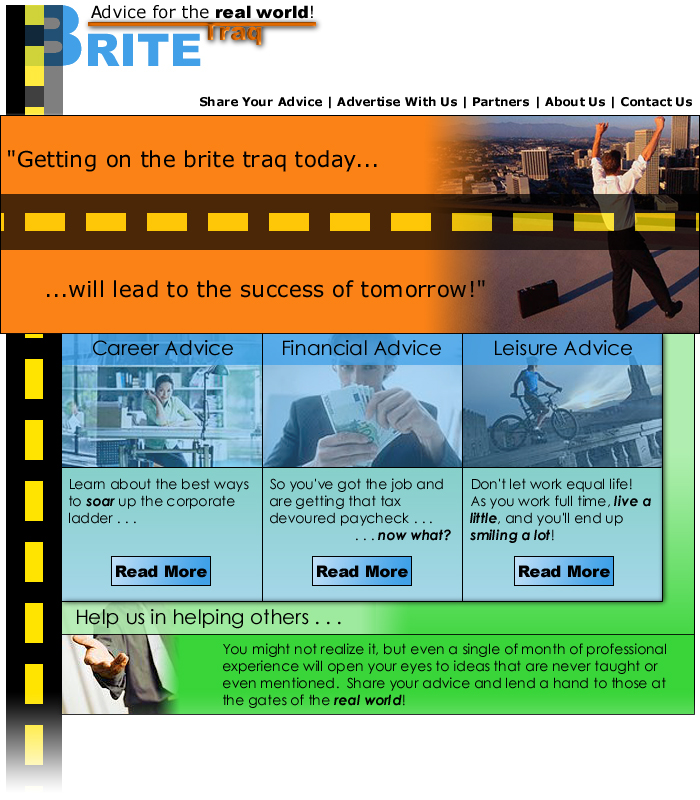 Advice for the real world!
BRITE
Traq
Share Your Advice | Advertise With Us | Partners | About Us | Contact Us
"Getting on the brite traq today...
...will lead to the success of tomorrow!"
Career Advice
Financial Advice
Leisure Advice
Learn about the best ways
to soar up the corporate
ladder . . .
Read More
So you've got the job and
are getting that tax
devoured paycheck . . .
. . . now what?
Read More
Don't let work equal life!
As you work full time, live a
little, and you'll end up
smiling a lot!
Read More
Help us in helping others . . .
You might not realize it, but even a single of month of professional
experience will open your eyes to ideas that are never taught or
even mentioned. Share your advice and lend a hand to those at
the gates of the real world!